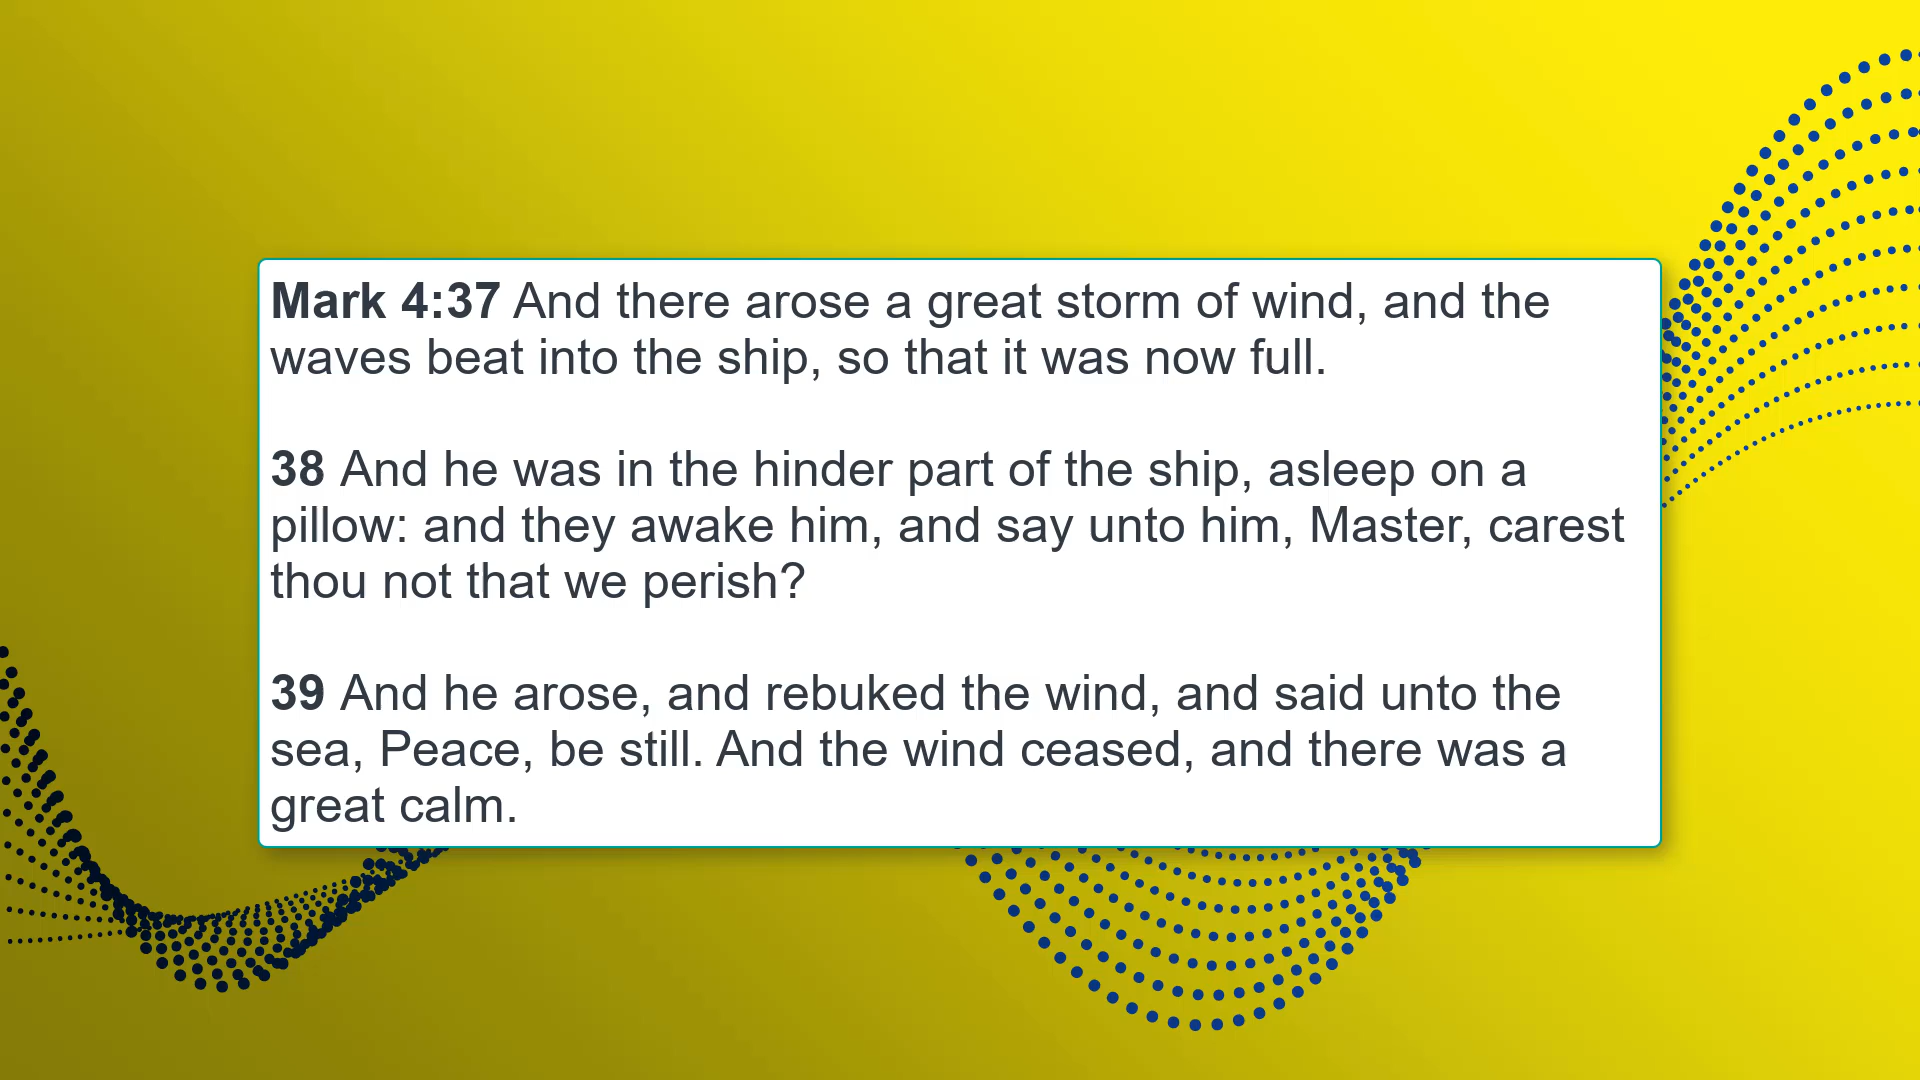 Mark 4:37 And there arose a great storm of wind, and the
waves beat into the ship, so that it was now full.
38 And he was in the hinder part of the ship, asleep on a
pillow: and they awake him, and say unto him, Master, carest
thou not that we perish?
39 And he arose, and rebuked the wind, and said unto the
sea, Peace, be still. And the wind ceased, and there was a
great calm.